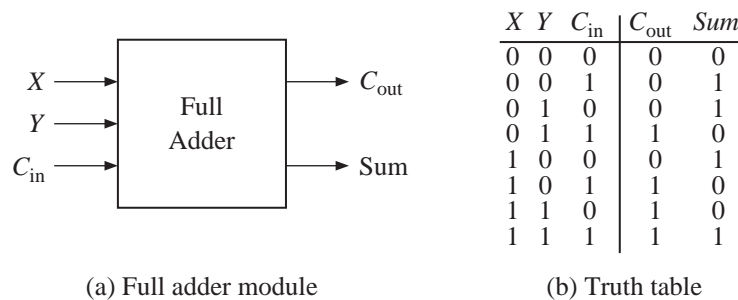 X
Y
C_in
Full
Adder
C_out
Sum
(a) Full adder module
X Y C_in C_out Sum
0 0 0 0 0
0 0 1 0 1
0 1 0 0 1
0 1 1 1 0
1 0 0 0 1
1 0 1 1 0
1 1 0 1 0
1 1 1 1 1
(b) Truth table